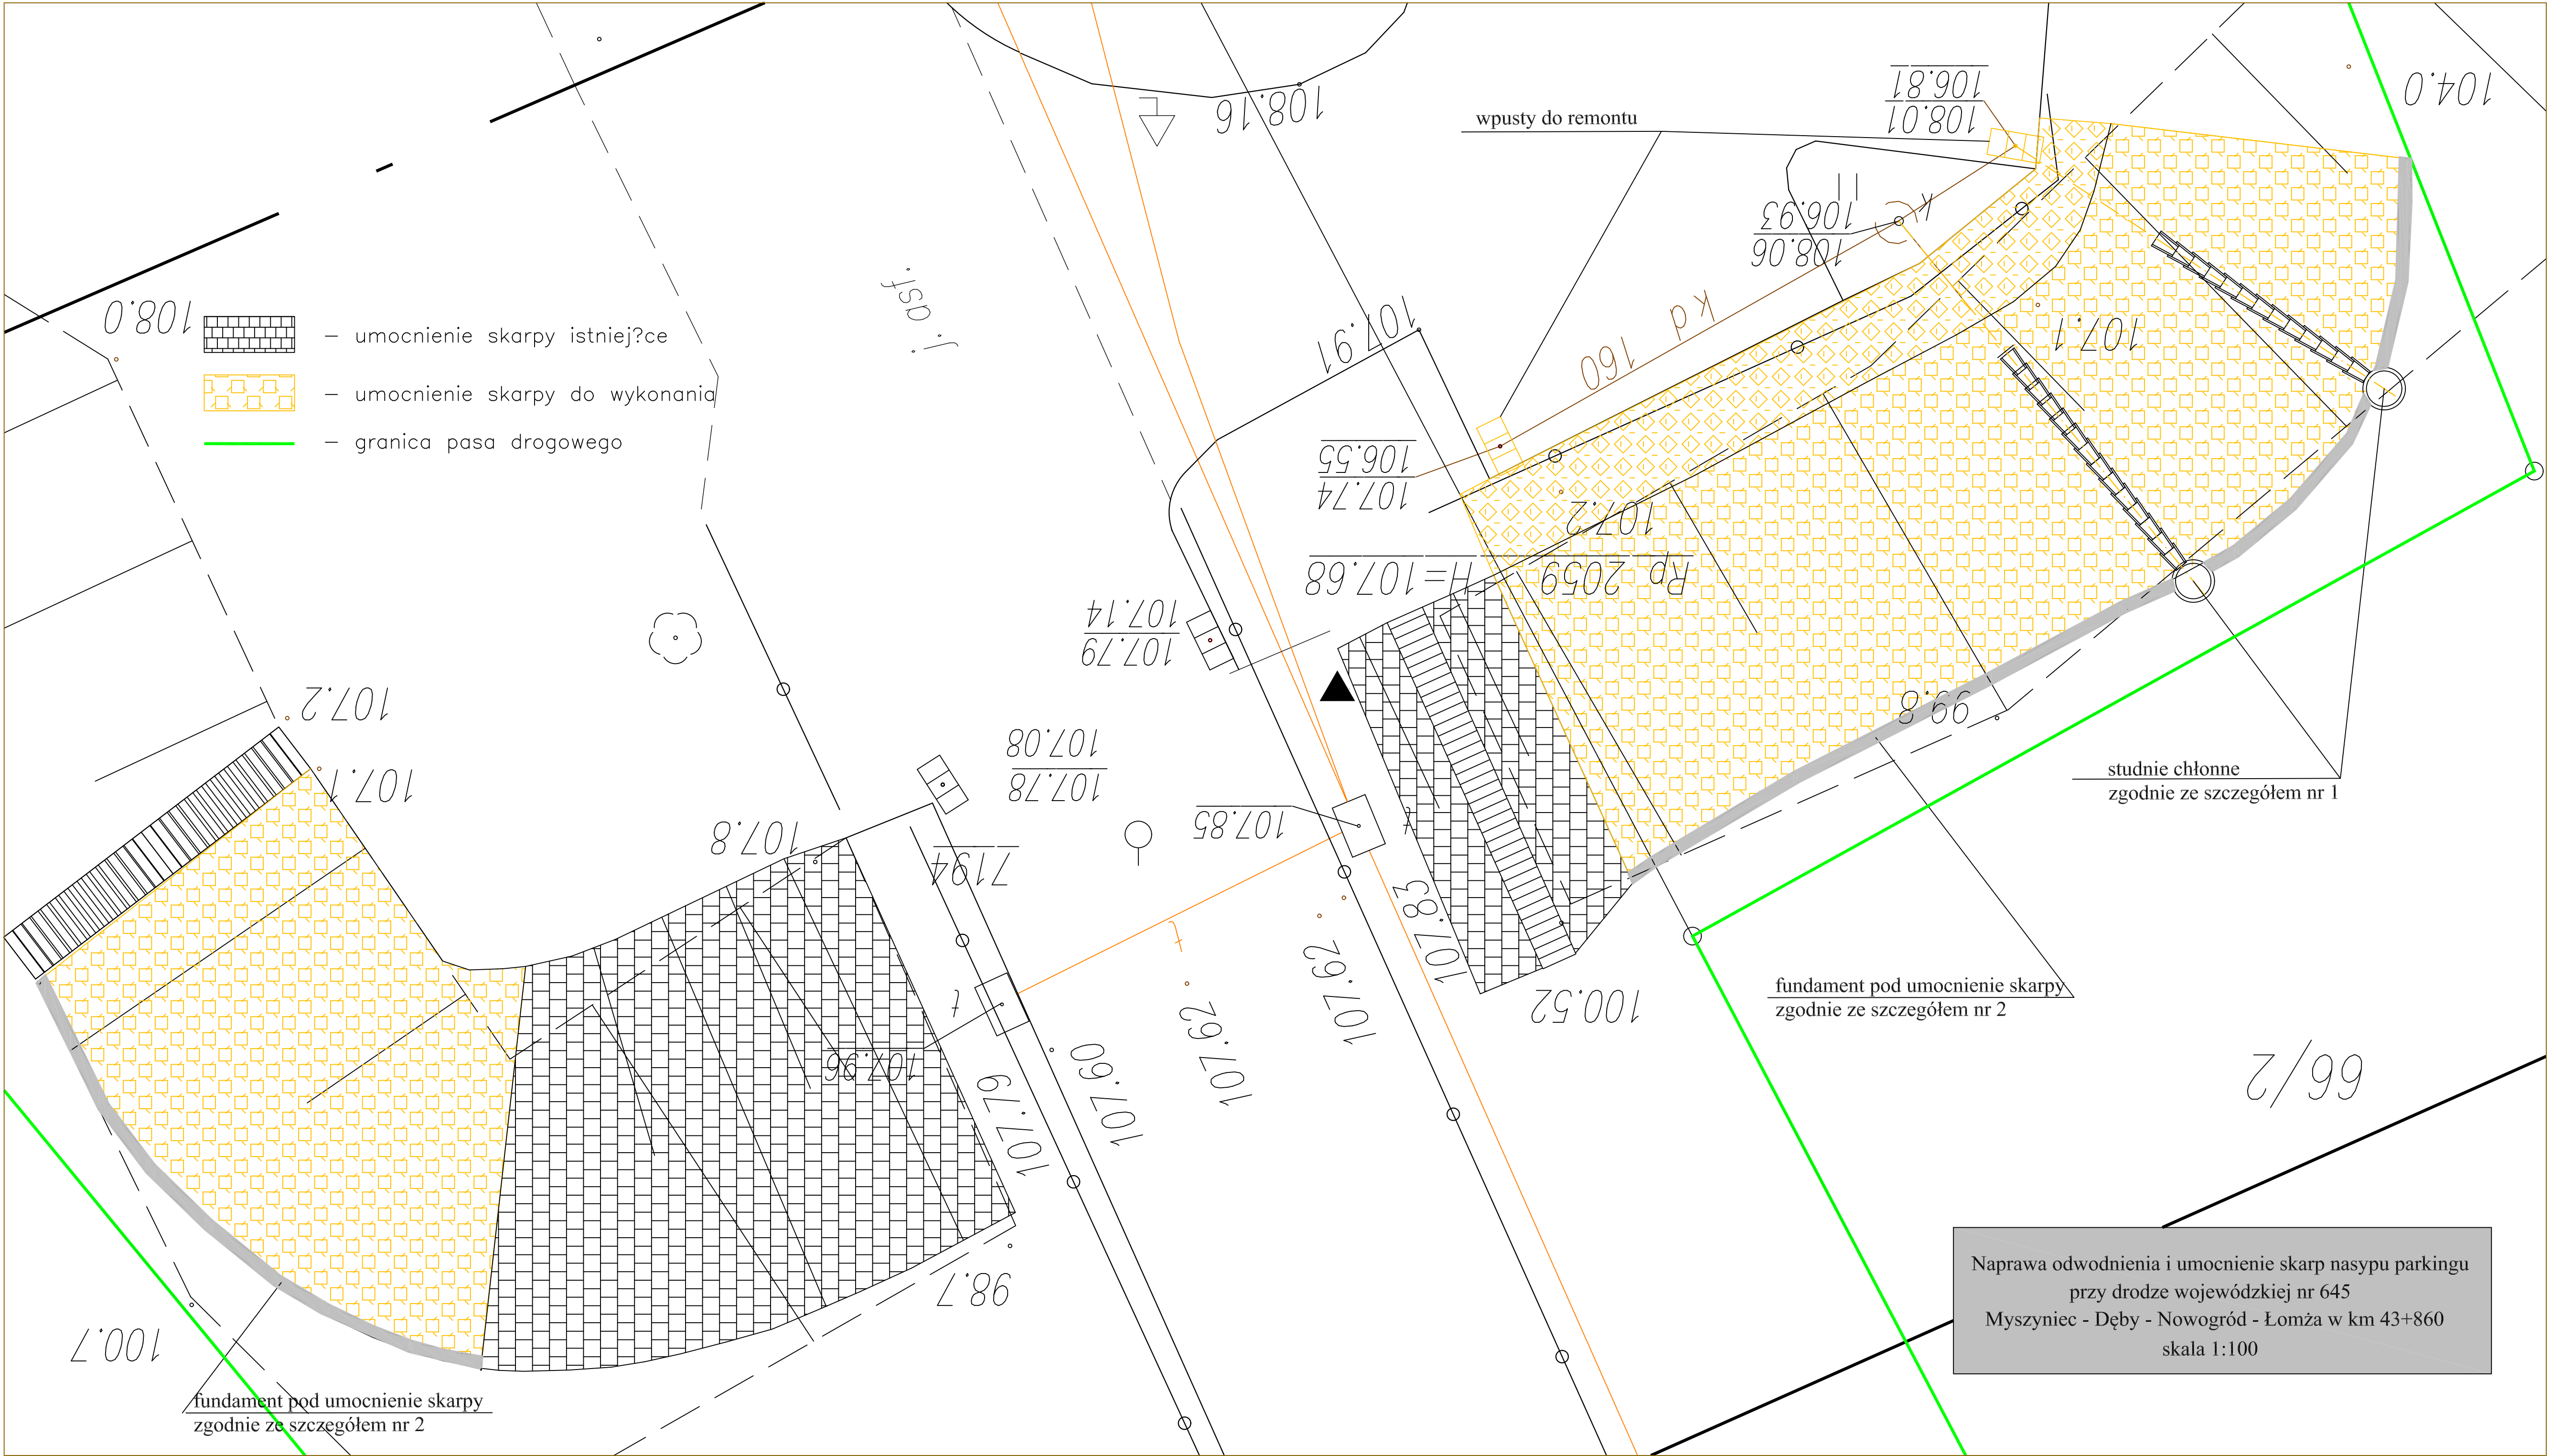 104.0
106.81
108.01
108.16
wpusty do remontu
106.93
108.06
k
j. asf.
108.0
– umocnienie skarpy istniej?ce
– umocnienie skarpy do wykonania
– granica pasa drogowego
107.91
160
kd
107.1
106.55
107.74
107.2
Rp. 2059
H=107.68
107.14
107.79
107.2
107.1
107.08
107.78
99.8
107.85
t
107.8
7194
studnie chłonne
zgodnie ze szczegółem nr 1
107.83
107.62
t
107.62
100.52
t
107.96
107.79
107.60
fundament pod umocnienie skarpy
zgodnie ze szczegółem nr 2
66/2
98.7
100.7
Naprawa odwodnienia i umocnienie skarp nasypu parkingu
przy drodze wojewódzkiej nr 645
Myszyniec - Dęby - Nowogród - Łomża w km 43+860
skala 1:100
fundament pod umocnienie skarpy
zgodnie ze szczegółem nr 2